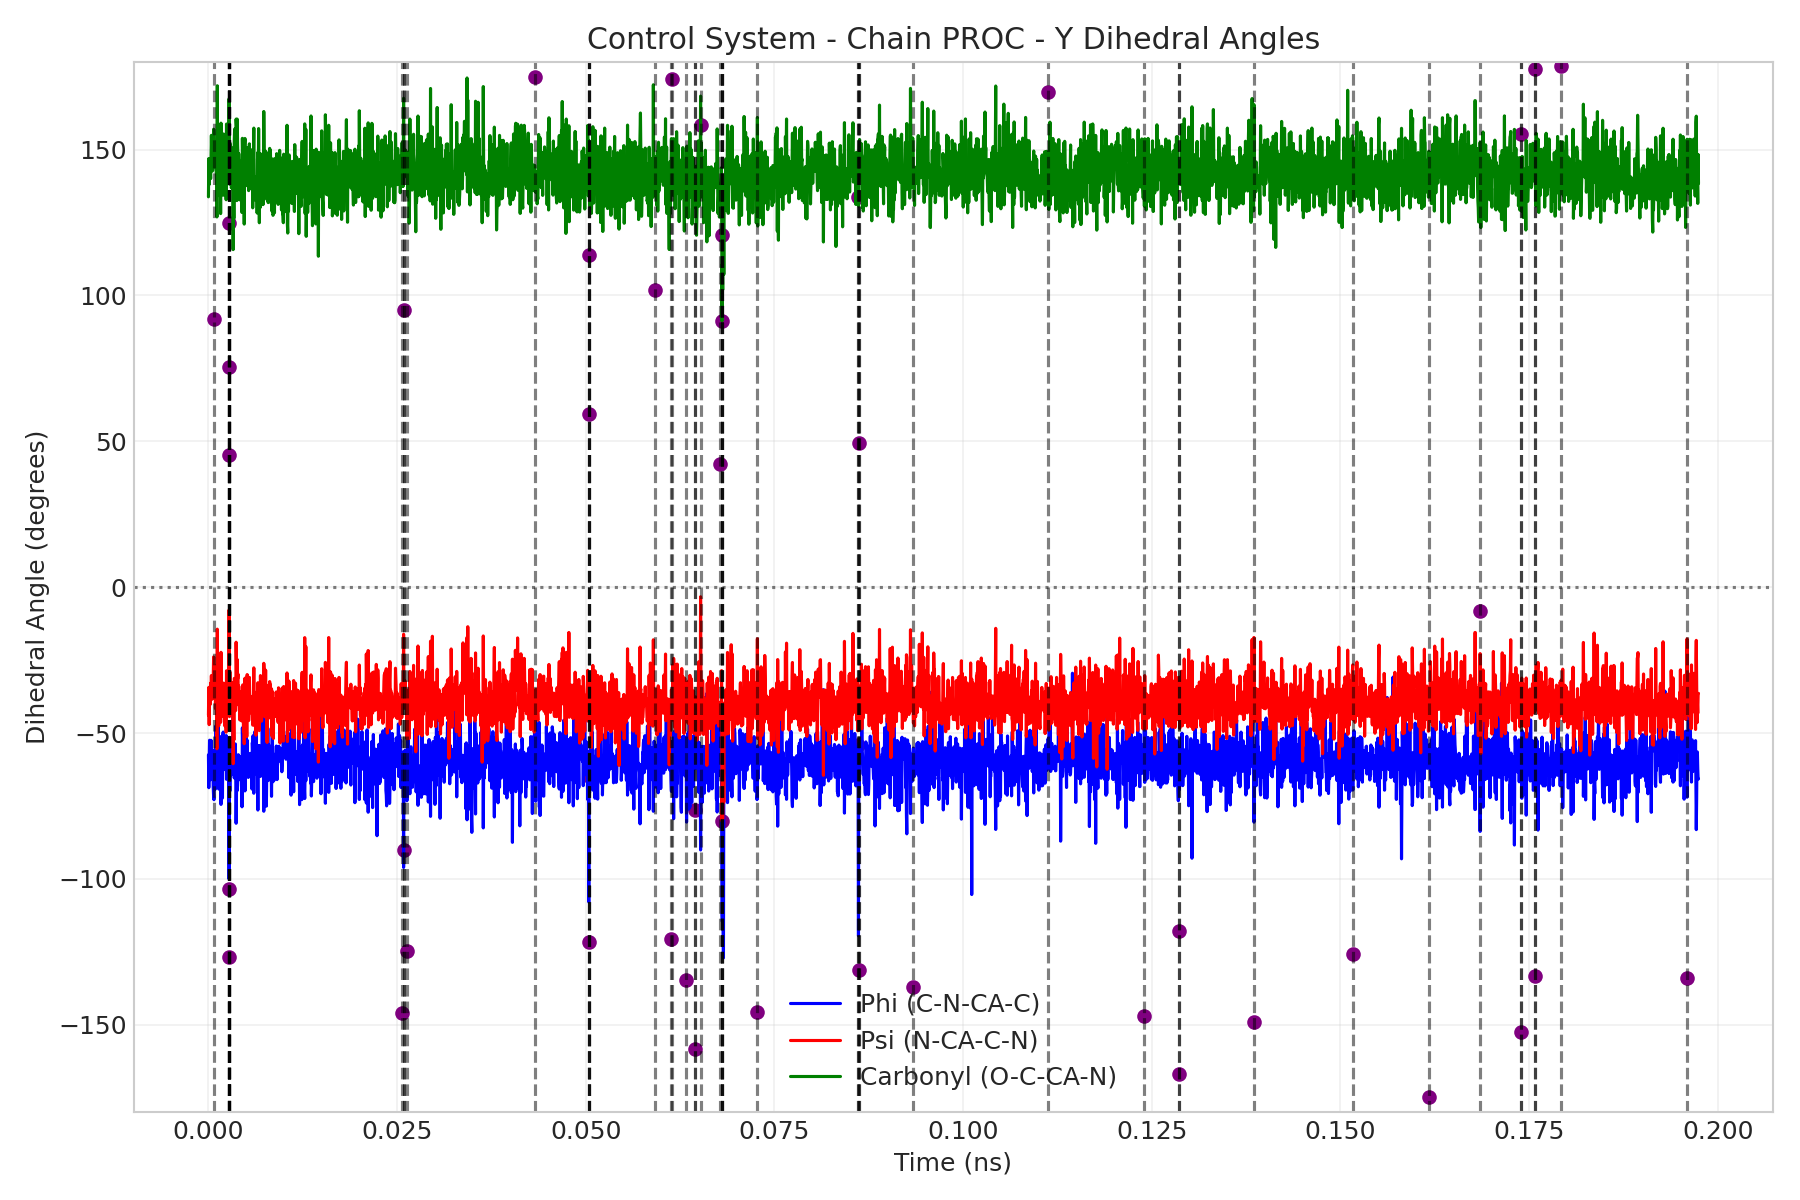 Control System - Chain PROC - Y Dihedral Angles
Dihedral Angle (degrees)
150
100
50
0
−50
−100
−150
Phi (C-N-CA-C)
Psi (N-CA-C-N)
Carbonyl (O-C-CA-N)
0.000 0.025 0.050 0.075 0.100 0.125 0.150 0.175 0.200
Time (ns)